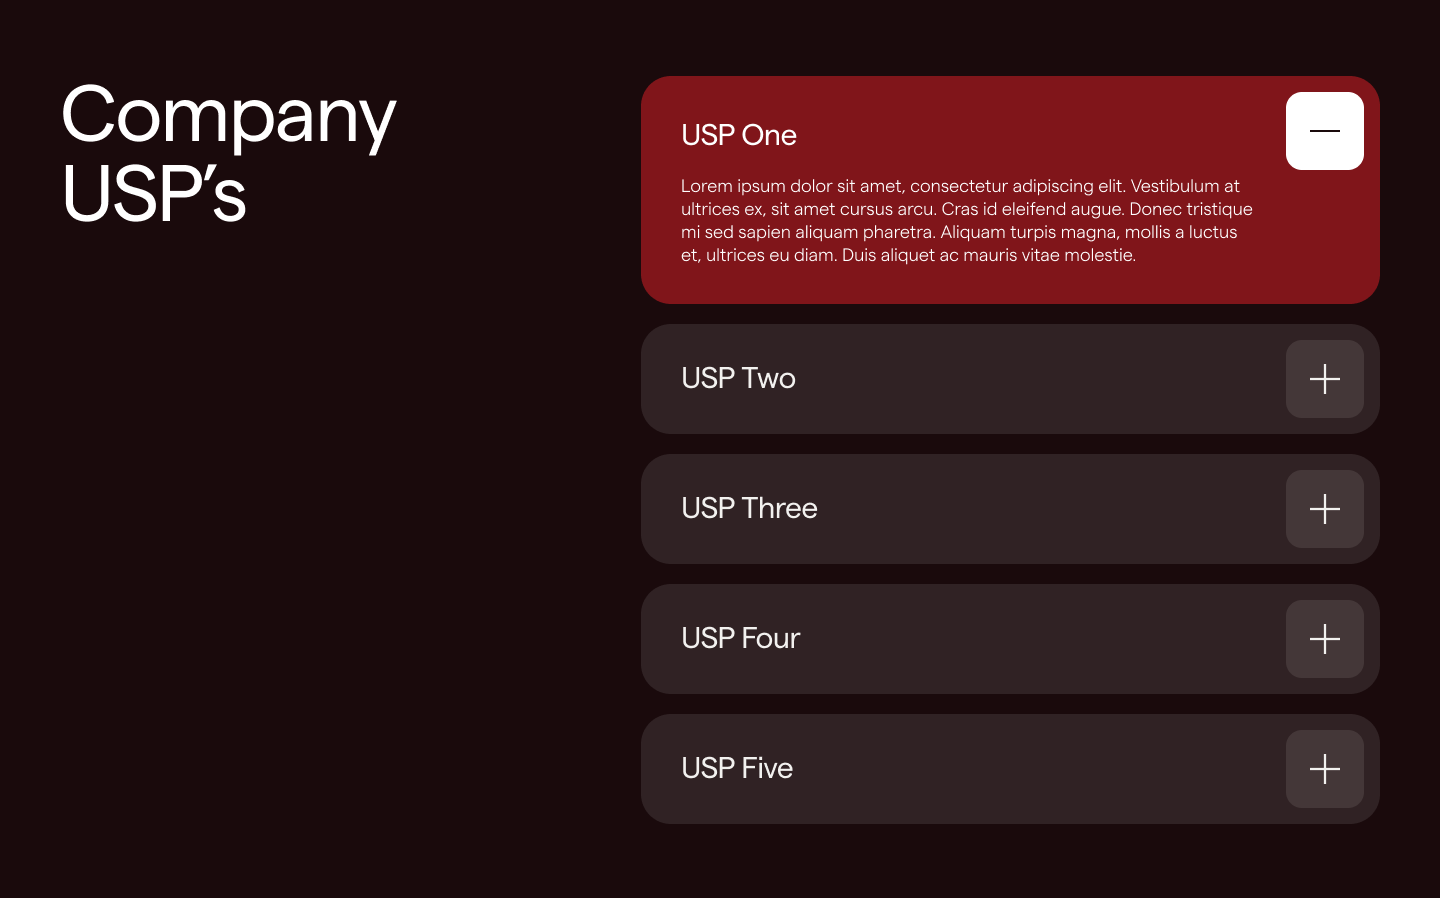 Company
USP’s
USP One
Lorem ipsum dolor sit amet, consectetur adipiscing elit. Vestibulum at
ultrices ex, sit amet cursus arcu. Cras id eleifend augue. Donec tristique
mi sed sapien aliquam pharetra. Aliquam turpis magna, mollis a luctus
et, ultrices eu diam. Duis aliquet ac mauris vitae molestie.
USP Two
USP Three
USP Four
USP Five